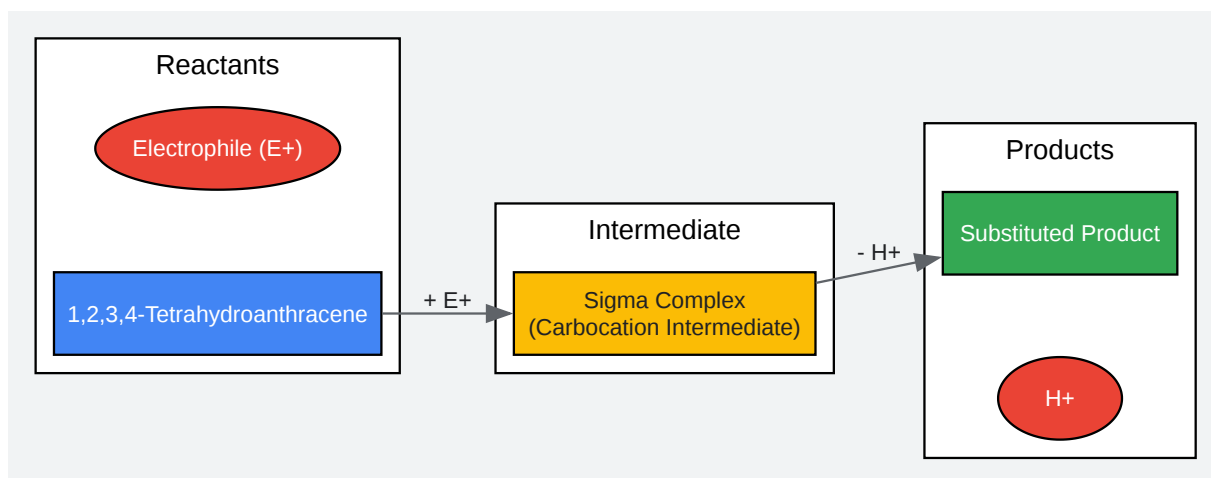 Reactants
Electrophile (E+)
1,2,3,4-Tetrahydroanthracene
+ E+
Intermediate
Sigma Complex
(Carbocation Intermediate)
- H+
Products
Substituted Product
H+